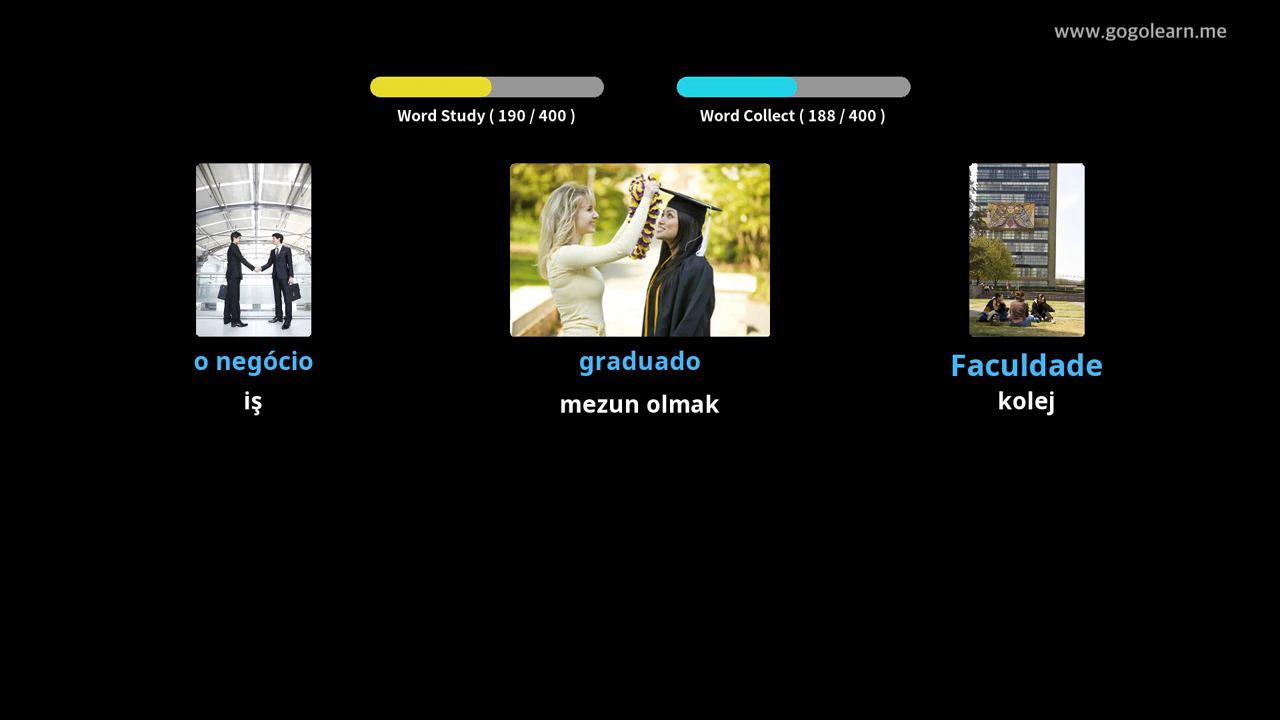 www.gogolearn.me
Word Study ( 190 / 400 )
Word Collect ( 188 / 400 )
o negócio
graduado
Faculdade
iş
mezun olmak
kolej